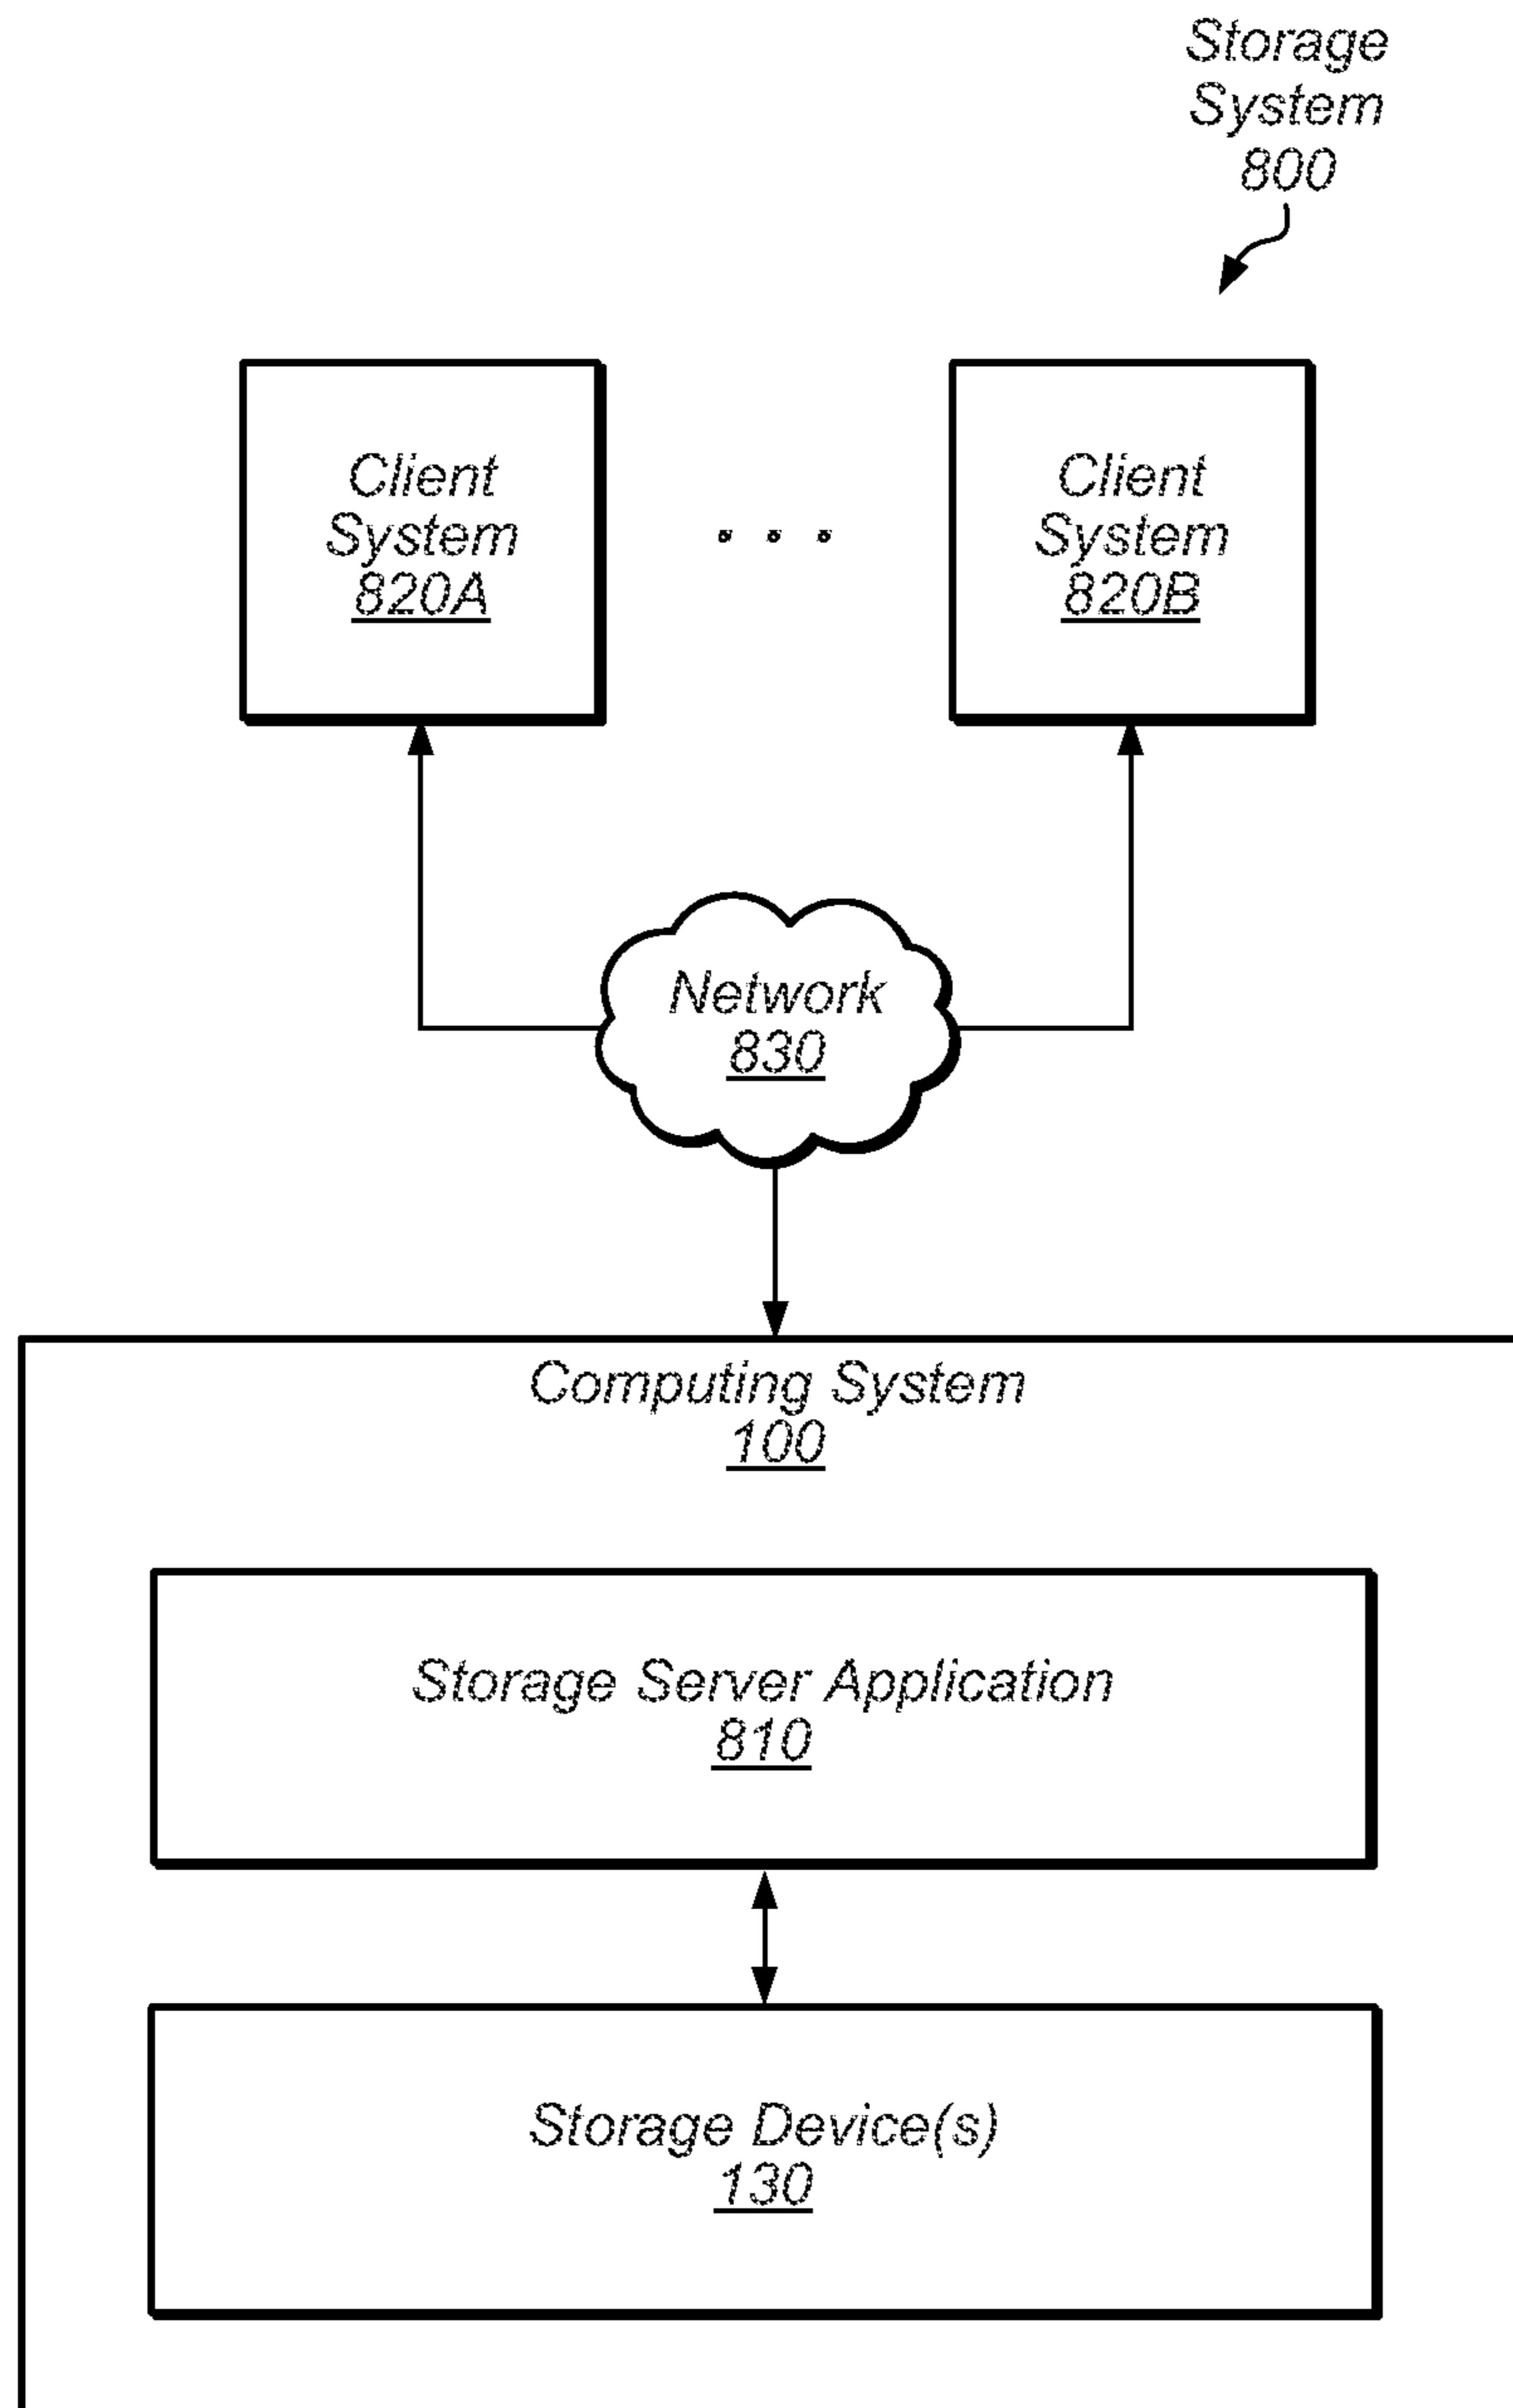 Storage
System
800
Client
System
820A
. . .
Client
System
820B
Network
830
Computing System
100
Storage Server Application
810
Storage Device(s)
130